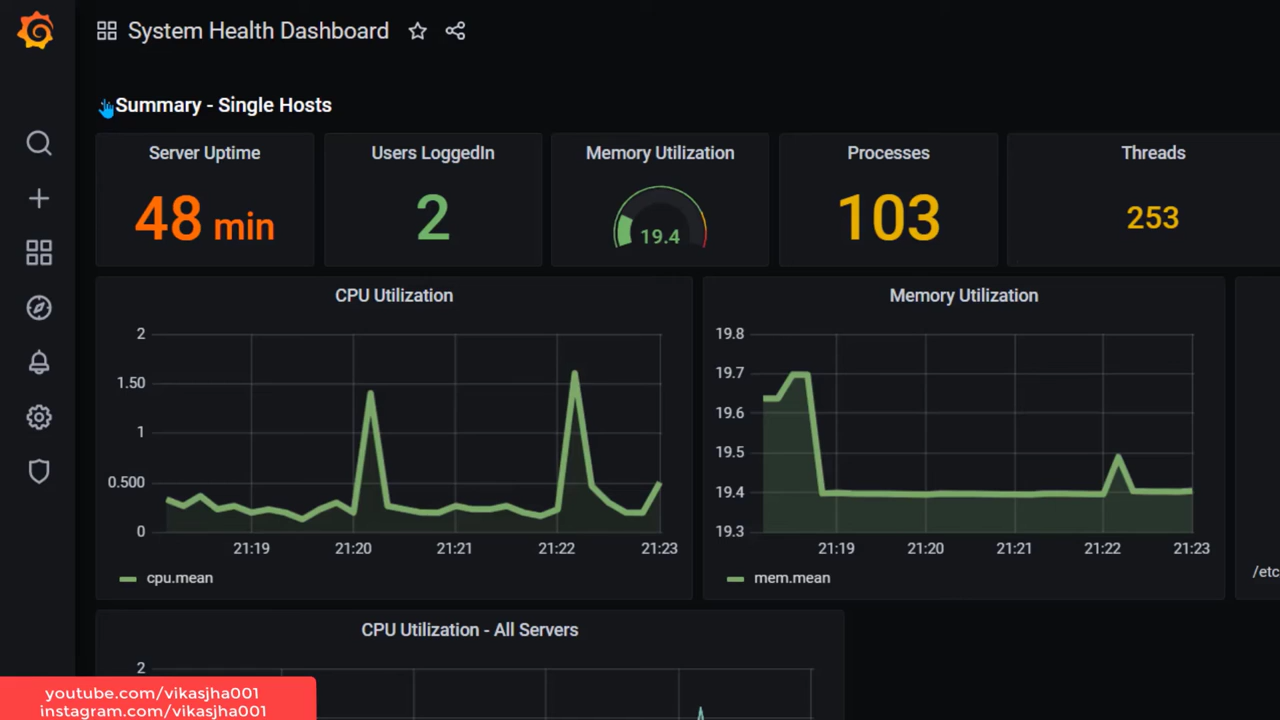 System Health Dashboard
Summary - Single Hosts
Server Uptime
48 min
Users LoggedIn
2
Memory Utilization
19.4
Processes
103
Threads
253
CPU Utilization
2
1.50
1
0.500
0
21:19 21:20 21:21 21:22 21:23
cpu.mean
Memory Utilization
19.8
19.7
19.6
19.5
19.4
19.3
21:19 21:20 21:21 21:22 21:23
mem.mean
/etc
CPU Utilization - All Servers
2
youtube.com/vikasjha001
instagram.com/vikasjha001